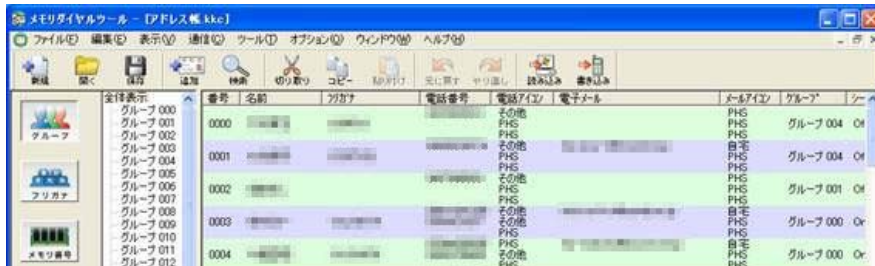 メモリダイヤルツール - [アドレス帳.kkc]
ファイル(F) 編集(E) 表示(V) 通信(C) ツール(T) オプション(O) ウィンドウ(W) ヘルプ(H)
新規 開く 保存 追加 検索 切り取り コピー 貼り付け 元に戻す やり直し 読み込み 書き込み
グループ
フリガナ
メモリ番号
全体表示
グループ 000
グループ 001
グループ 002
グループ 003
グループ 004
グループ 005
グループ 006
グループ 007
グループ 008
グループ 009
グループ 010
グループ 011
グループ 012
番号 名前 フリガナ 電話番号 電話アイコン 電子メール メールアイコン グループ シー
0000 その他 PHS グループ 004 Of
PHS PHS
PHS PHS
0001 その他 自宅 グループ 004 Of
PHS PHS
PHS PHS
0002 その他 PHS グループ 001 Of
PHS PHS
PHS PHS
0003 その他 自宅 グループ 000 Or
PHS PHS
0004 PHS 自宅 グループ 000 Or
その他 PHS
PHS PHS